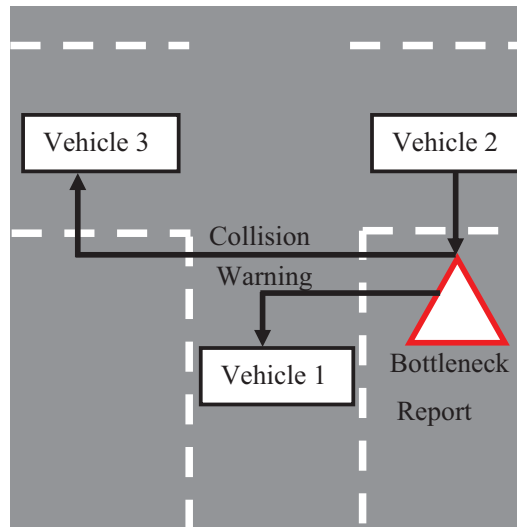 Vehicle 3
Vehicle 2
Collision
Warning
Vehicle 1
Bottleneck
Report